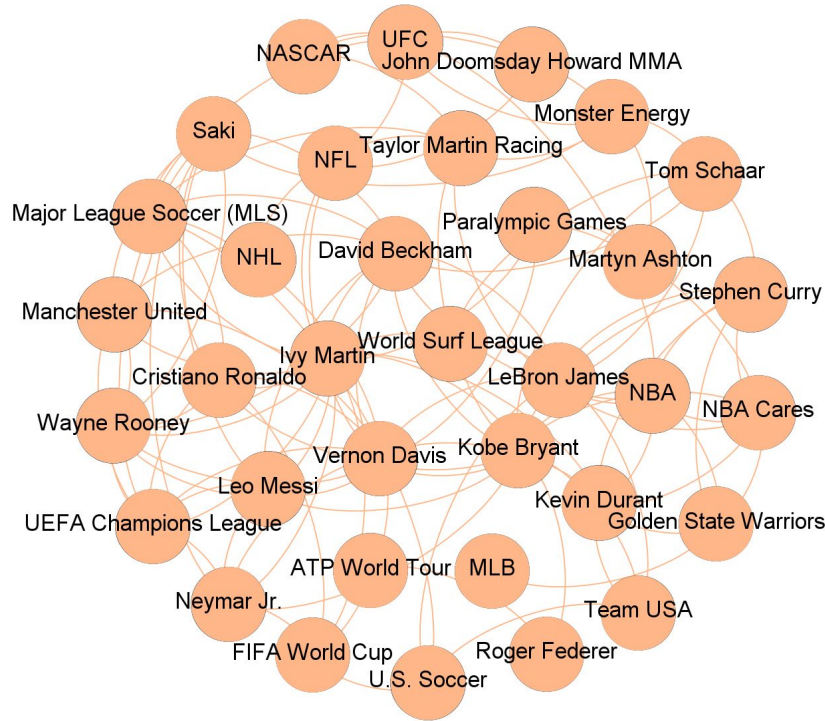 UFC
NASCAR
John Doomsday Howard MMA
Monster Energy
Saki
NFL
Taylor Martin Racing
Tom Schaar
Major League Soccer (MLS)
Paralympic Games
NHL
David Beckham
Martyn Ashton
Stephen Curry
Manchester United
Ivy Martin
World Surf League
Cristiano Ronaldo
LeBron James
NBA
NBA Cares
Wayne Rooney
Vernon Davis
Kobe Bryant
Leo Messi
Kevin Durant
UEFA Champions League
Golden State Warriors
ATP World Tour
MLB
Neymar Jr.
Team USA
FIFA World Cup
Roger Federer
U.S. Soccer